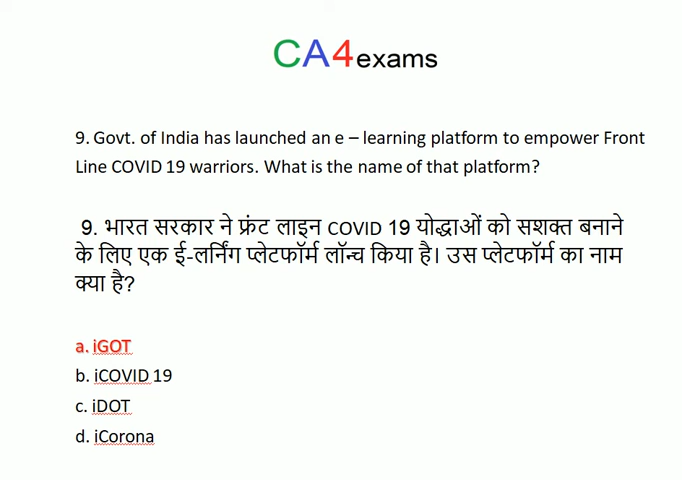 CA4exams
9. Govt. of India has launched an e – learning platform to empower Front
Line COVID 19 warriors. What is the name of that platform?
9. भारत सरकार ने फ्रंट लाइन COVID 19 योद्धाओं को सशक्त बनाने
के लिए एक ई-लर्निंग प्लेटफॉर्म लॉन्च किया है। उस प्लेटफॉर्म का नाम
क्या है?
a. iGOT
b. iCOVID 19
c. iDOT
d. iCorona